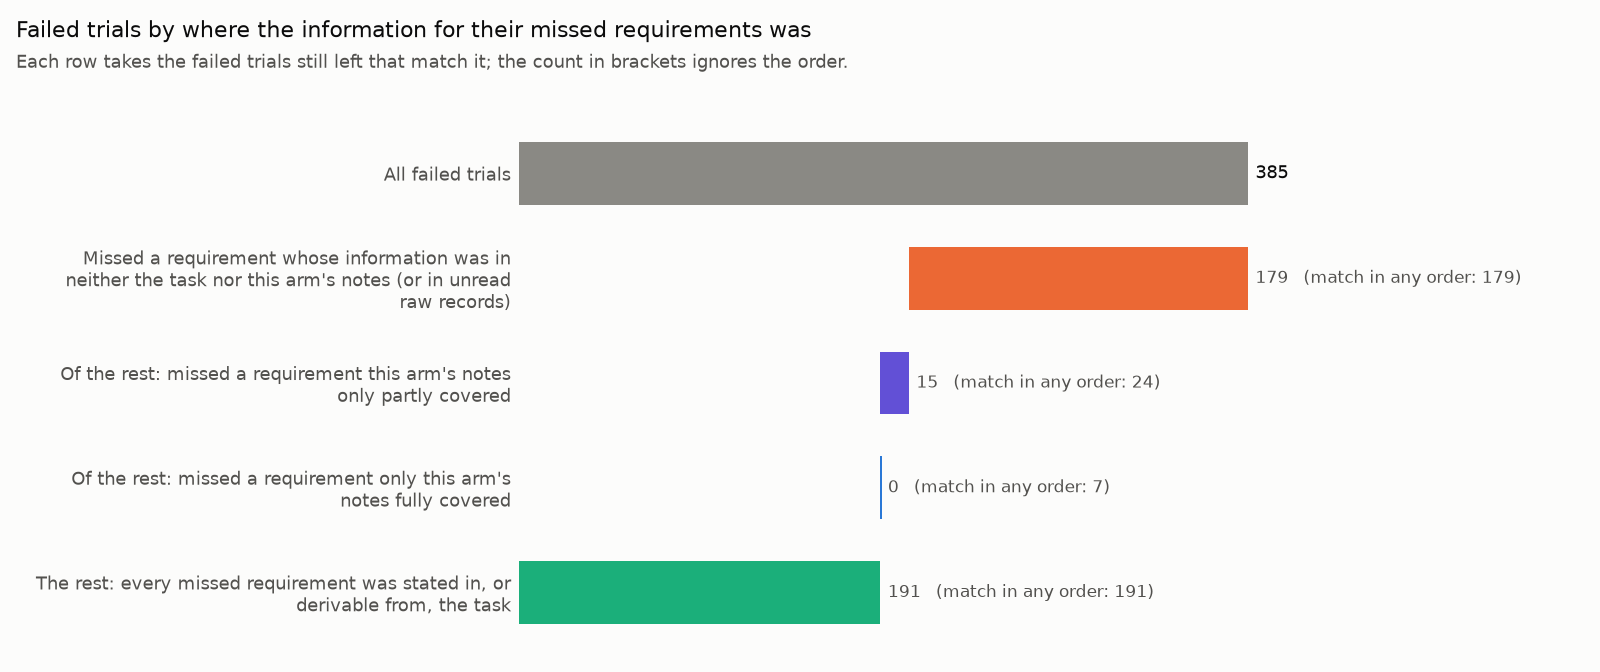 Failed trials by where the information for their missed requirements was
Each row takes the failed trials still left that match it; the count in brackets ignores the order.
All failed trials
385
Missed a requirement whose information was in
neither the task nor this arm's notes (or in unread
raw records)
179 (match in any order: 179)
Of the rest: missed a requirement this arm's notes
only partly covered
15 (match in any order: 24)
Of the rest: missed a requirement only this arm's
notes fully covered
0 (match in any order: 7)
The rest: every missed requirement was stated in, or
derivable from, the task
191 (match in any order: 191)